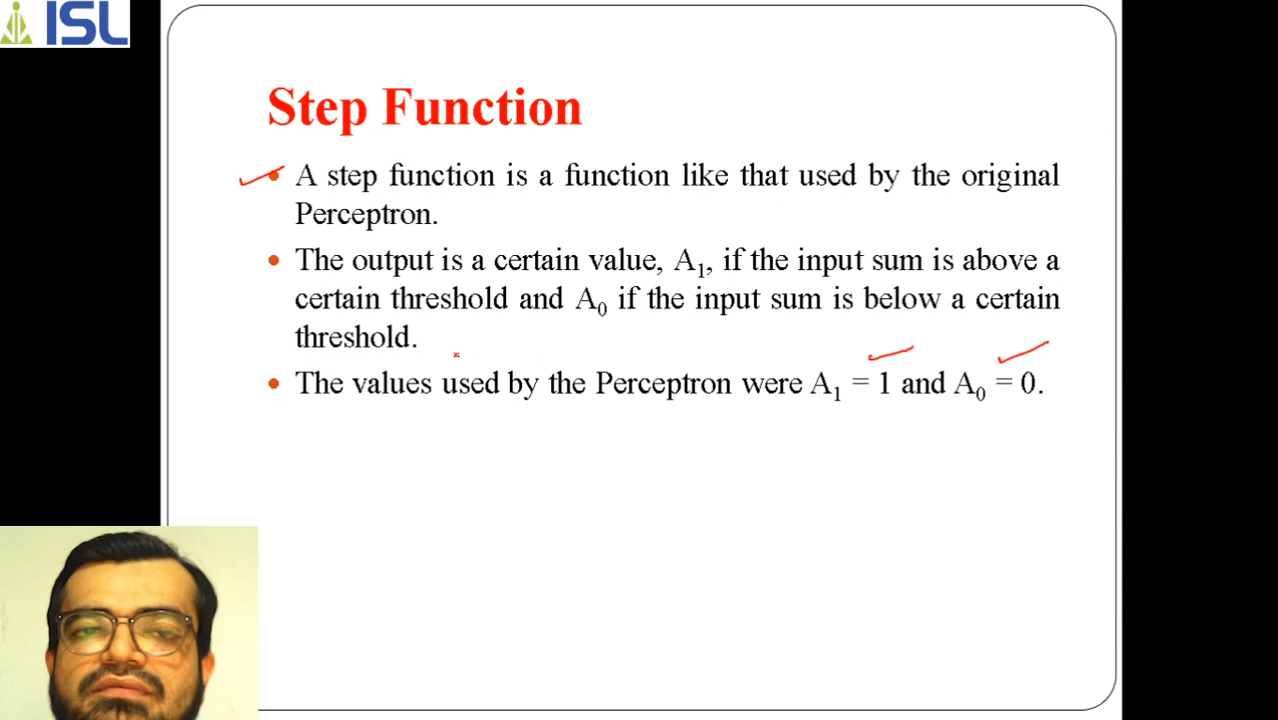 ISL
Step Function
• A step function is a function like that used by the original
Perceptron.
• The output is a certain value, A₁, if the input sum is above a
certain threshold and A₀ if the input sum is below a certain
threshold.
• The values used by the Perceptron were A₁ = 1 and A₀ = 0.